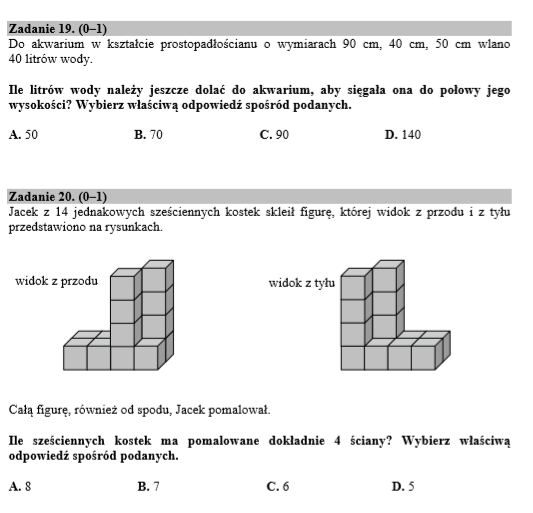 Zadanie 19. (0–1)
Do akwarium w kształcie prostopadłościanu o wymiarach 90 cm, 40 cm, 50 cm wlano
40 litrów wody.
Ile litrów wody należy jeszcze dolać do akwarium, aby sięgała ona do połowy jego
wysokości? Wybierz właściwą odpowiedź spośród podanych.
A. 50 B. 70 C. 90 D. 140
Zadanie 20. (0–1)
Jacek z 14 jednakowych sześciennych kostek skleił figurę, której widok z przodu i z tyłu
przedstawiono na rysunkach.
widok z przodu widok z tyłu
Całą figurę, również od spodu, Jacek pomalował.
Ile sześciennych kostek ma pomalowane dokładnie 4 ściany? Wybierz właściwą
odpowiedź spośród podanych.
A. 8 B. 7 C. 6 D. 5